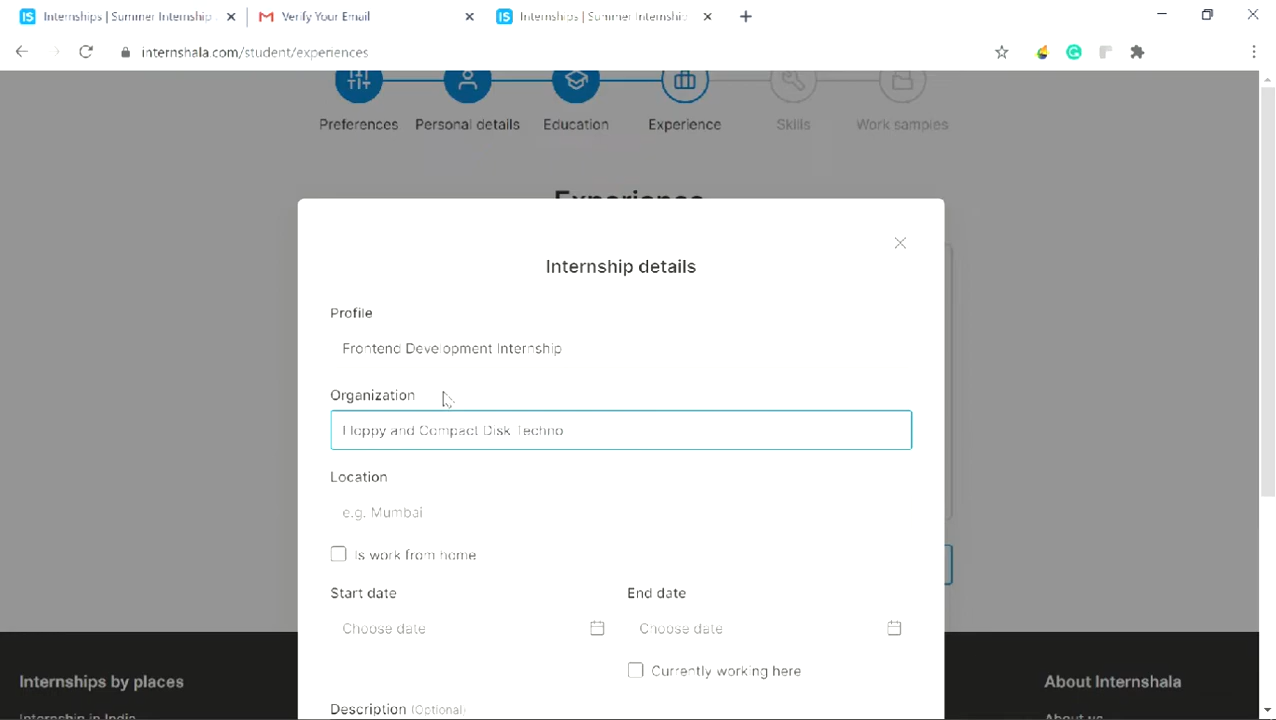 Internships | Summer Internship
Verify Your Email
Internships | Summer Internship
internshala.com/student/experiences
Preferences
Personal details
Education
Experience
Skills
Work samples
Experience
Internship details
Profile
Frontend Development Internship
Organization
Floppy and Compact Disk Techno
Location
e.g. Mumbai
Is work from home
Start date
End date
Choose date
Choose date
Currently working here
Description (Optional)
Internships by places
About Internshala
Internship in India
About us